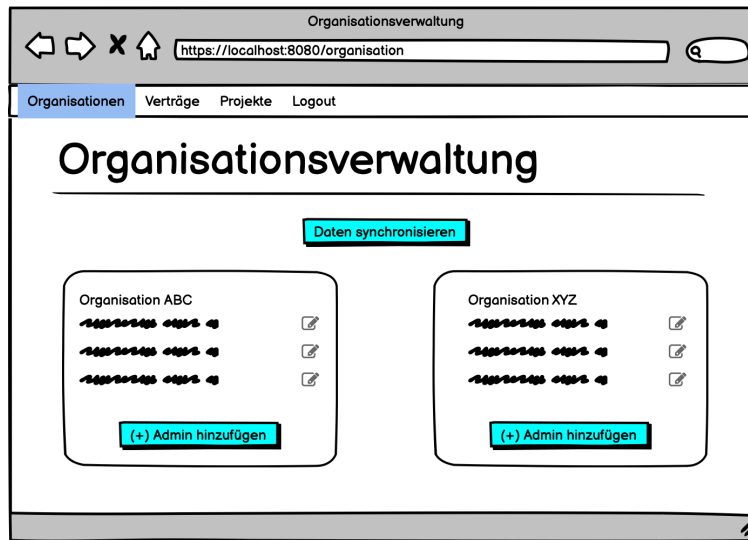 Organisationsverwaltung
https://localhost:8080/organisation
Organisationen Verträge Projekte Logout
Organisationsverwaltung
Daten synchronisieren
Organisation ABC
(+) Admin hinzufügen
Organisation XYZ
(+) Admin hinzufügen